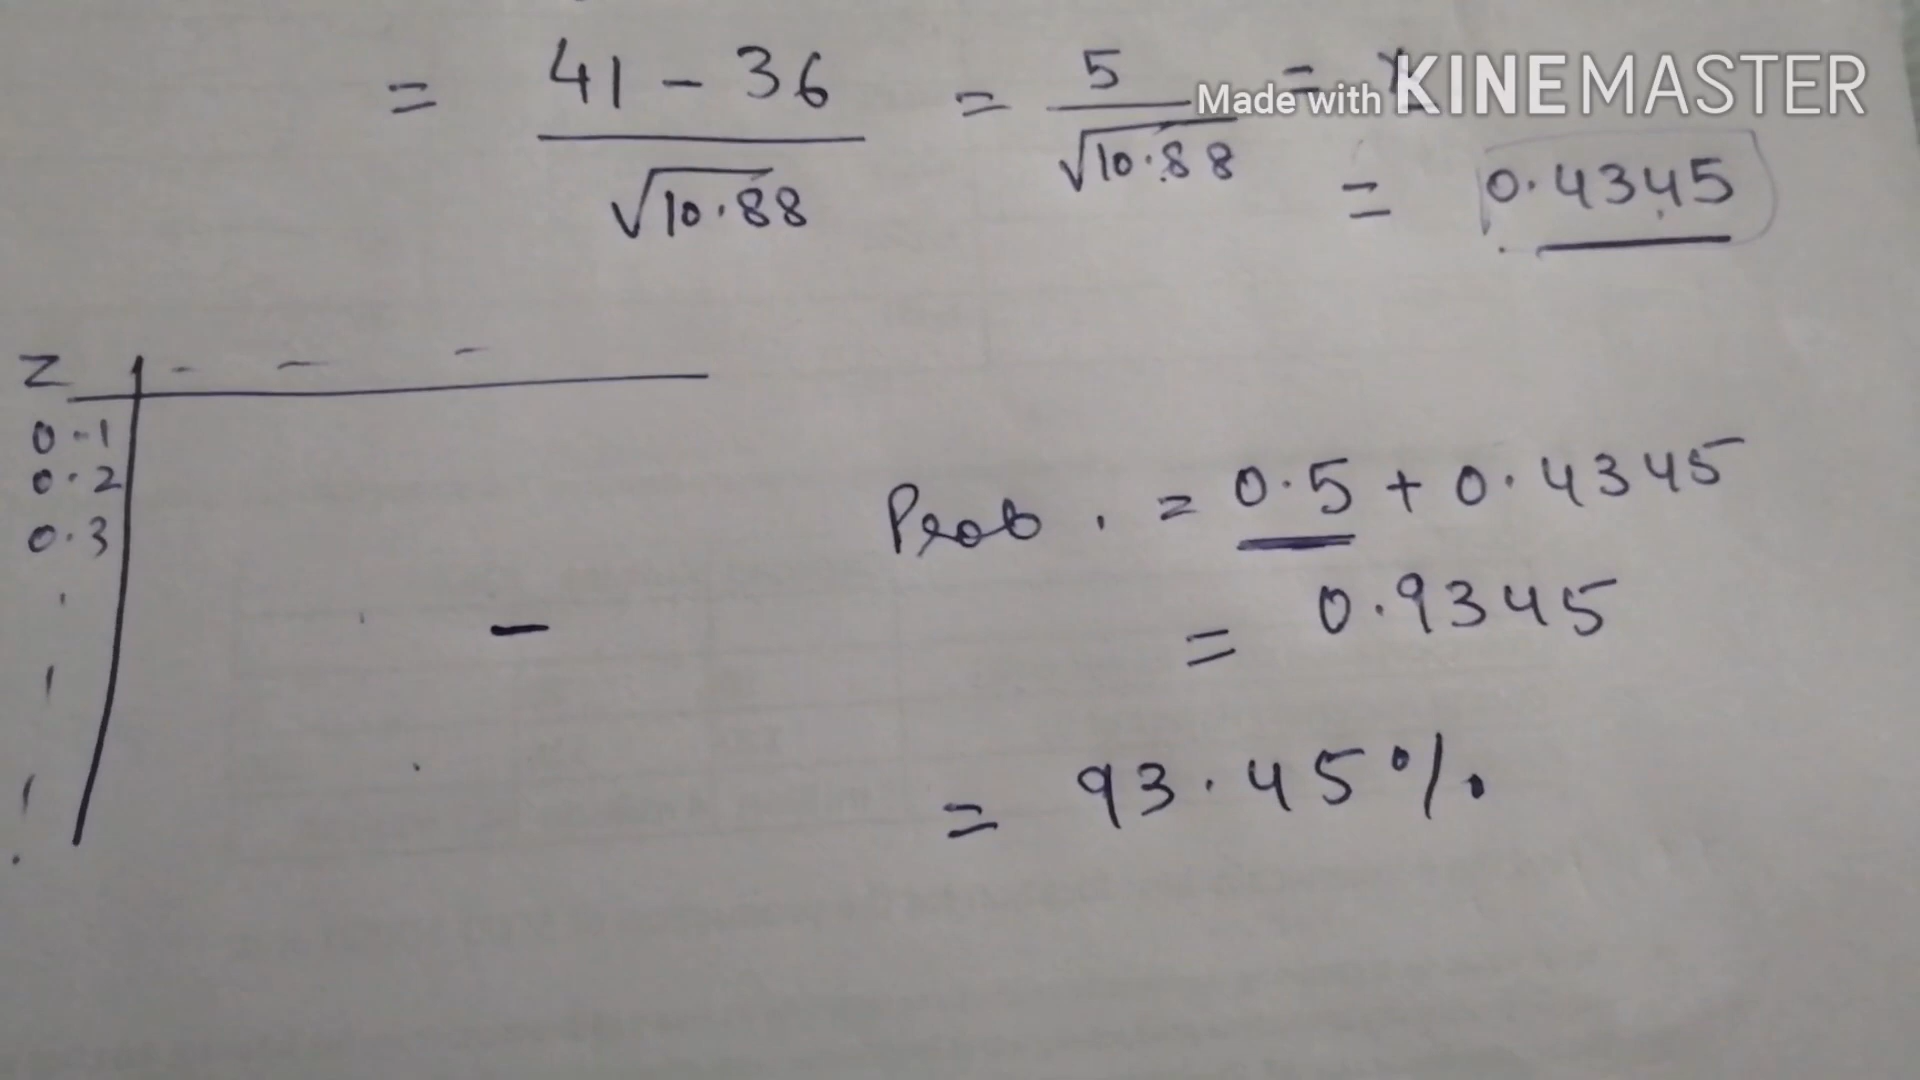 = 41 - 36 / √10.88 = 5 / √10.88 =
Made with KINEMASTER
= 0.4345
Z
0.1
0.2
0.3
Prob. = 0.5 + 0.4345
= 0.9345
= 93.45%